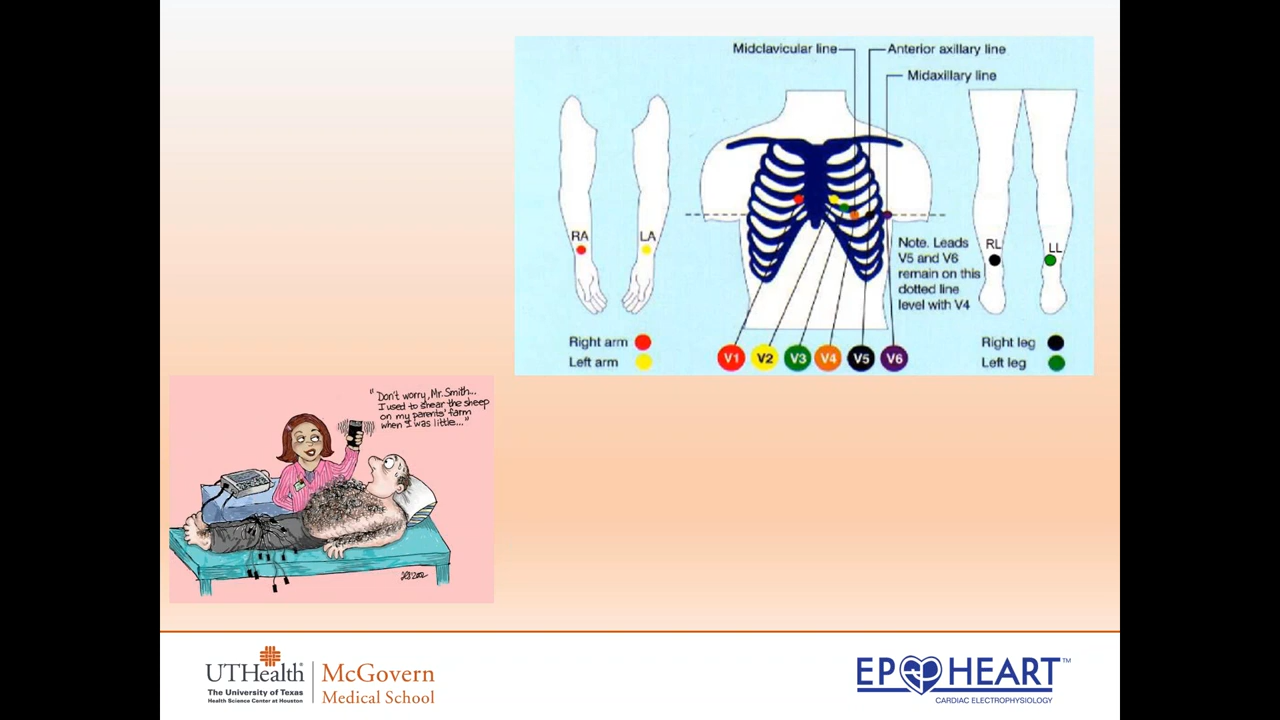 Midclavicular line
Anterior axillary line
Midaxillary line
RA
LA
RL
LL
Note. Leads
V5 and V6
remain on this
dotted line
level with V4
Right arm
Left arm
V1 V2 V3 V4 V5 V6
Right leg
Left leg
"Don't worry, Mr. Smith...
I used to shear the sheep
on my parents' farm
when I was little..."
UTHealth
The University of Texas
Health Science Center at Houston
McGovern
Medical School
EP HEART™
CARDIAC ELECTROPHYSIOLOGY